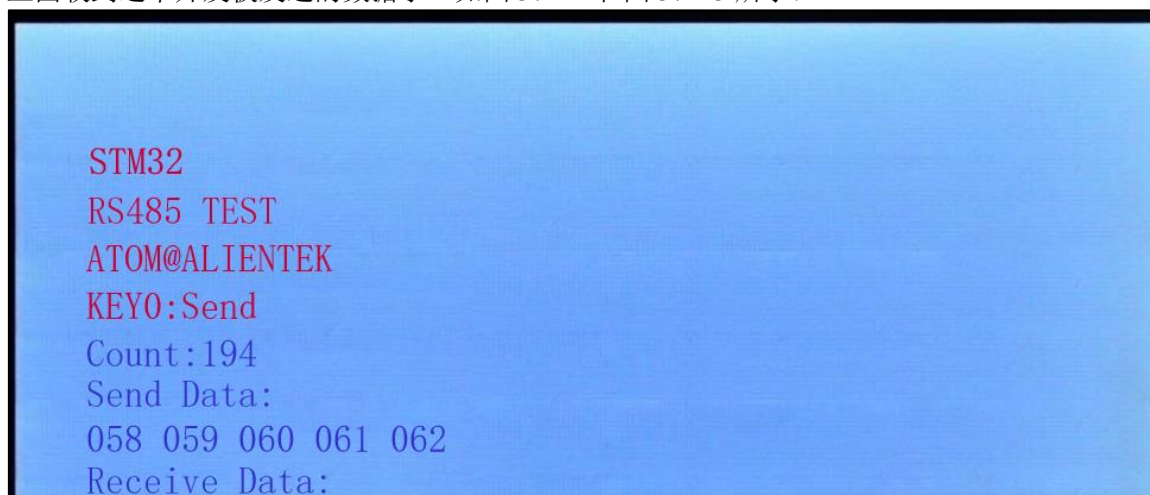 STM32
RS485 TEST
ATOM@ALIENTEK
KEY0:Send
Count:194
Send Data:
058 059 060 061 062
Receive Data: